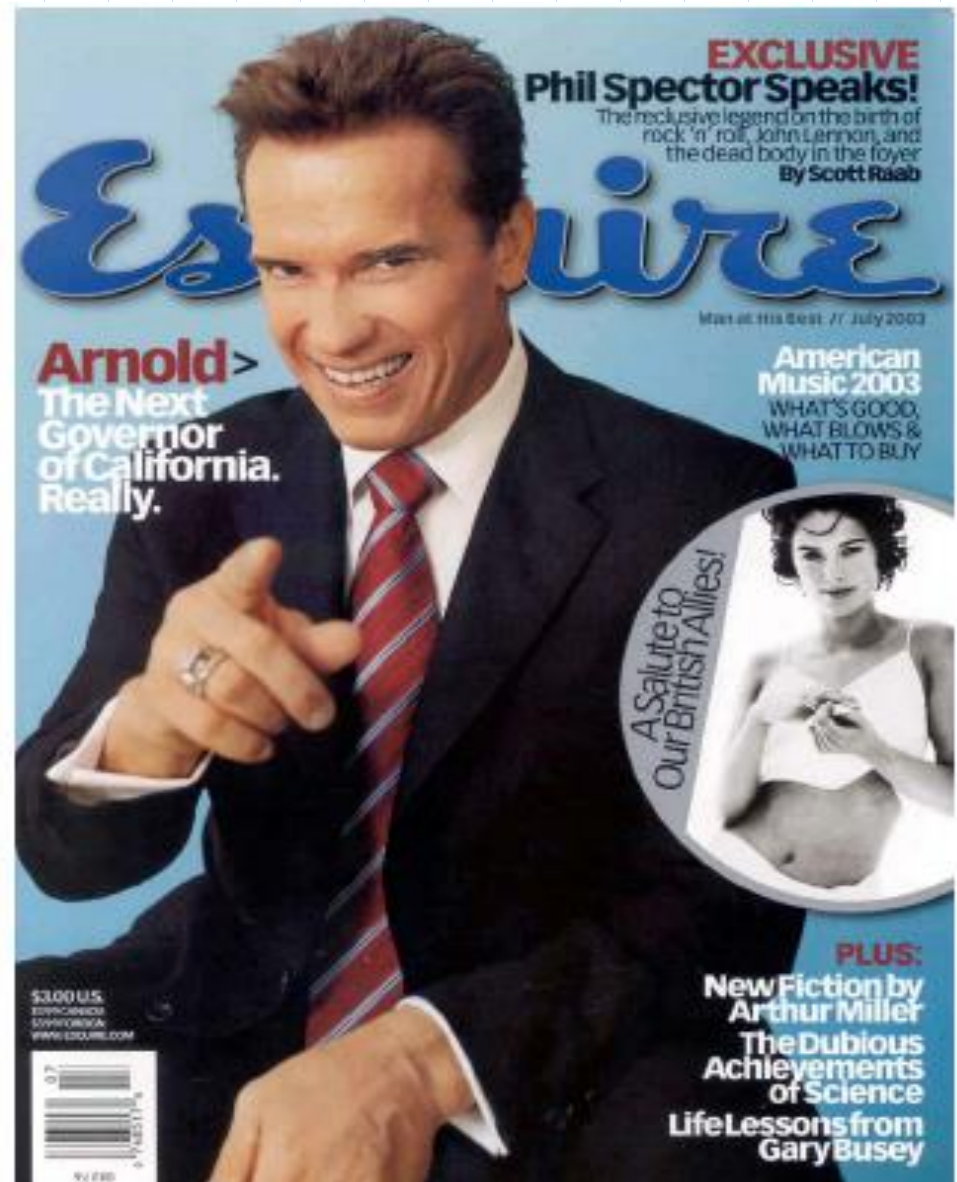 EXCLUSIVE
Phil Spector Speaks!
The reclusive legend on the birth of
rock 'n' roll, John Lennon, and
the dead body in the foyer
By Scott Raab
Esquire
Man at His Best // July 2003
Arnold>
The Next
Governor
of California.
Really.
American
Music 2003
WHAT'S GOOD,
WHAT BLOWS &
WHAT TO BUY
A Salute to
Our British Allies!
PLUS:
New Fiction by
Arthur Miller
The Dubious
Achievements
of Science
Life Lessons from
Gary Busey
$3.00 U.S.
WWW.ESQUIRE.COM
07